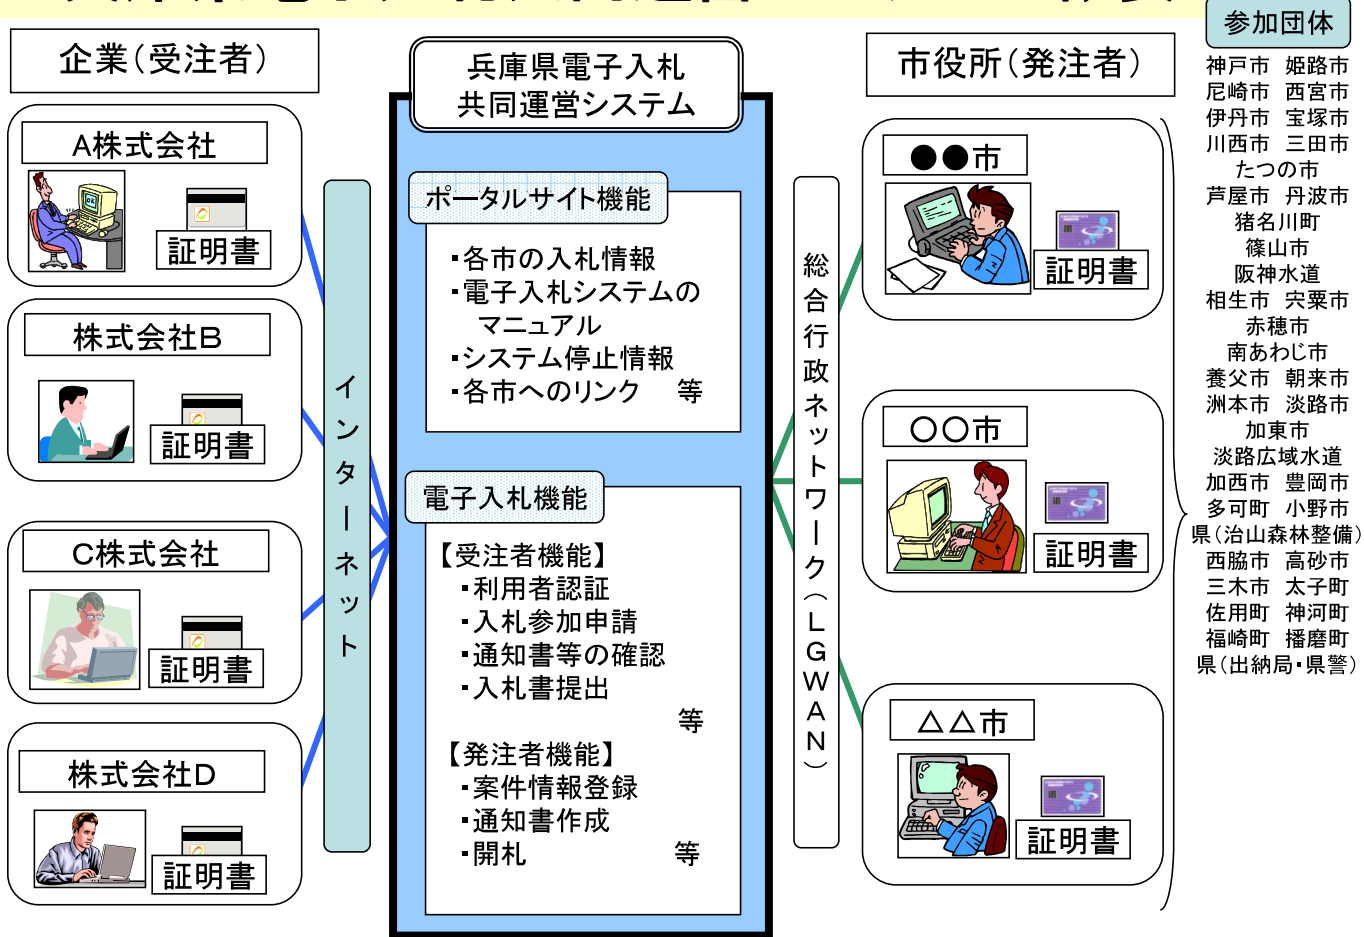 企業（受注者）
A株式会社
証明書
株式会社B
証明書
C株式会社
証明書
株式会社D
証明書
インターネット
兵庫県電子入札
共同運営システム
ポータルサイト機能
・各市の入札情報
・電子入札システムの
マニュアル
・システム停止情報
・各市へのリンク　等
電子入札機能
【受注者機能】
・利用者認証
・入札参加申請
・通知書等の確認
・入札書提出
等
【発注者機能】
・案件情報登録
・通知書作成
・開札　等
総合行政ネットワーク（LGWAN）
市役所（発注者）
●●市
証明書
○○市
証明書
△△市
証明書
参加団体
神戸市　姫路市
尼崎市　西宮市
伊丹市　宝塚市
川西市　三田市
たつの市
芦屋市　丹波市
猪名川町
篠山市
阪神水道
相生市　宍粟市
赤穂市
南あわじ市
養父市　朝来市
洲本市　淡路市
加東市
淡路広域水道
加西市　豊岡市
多可町　小野市
県（治山森林整備）
西脇市　高砂市
三木市　太子町
佐用町　神河町
福崎町　播磨町
県（出納局・県警）